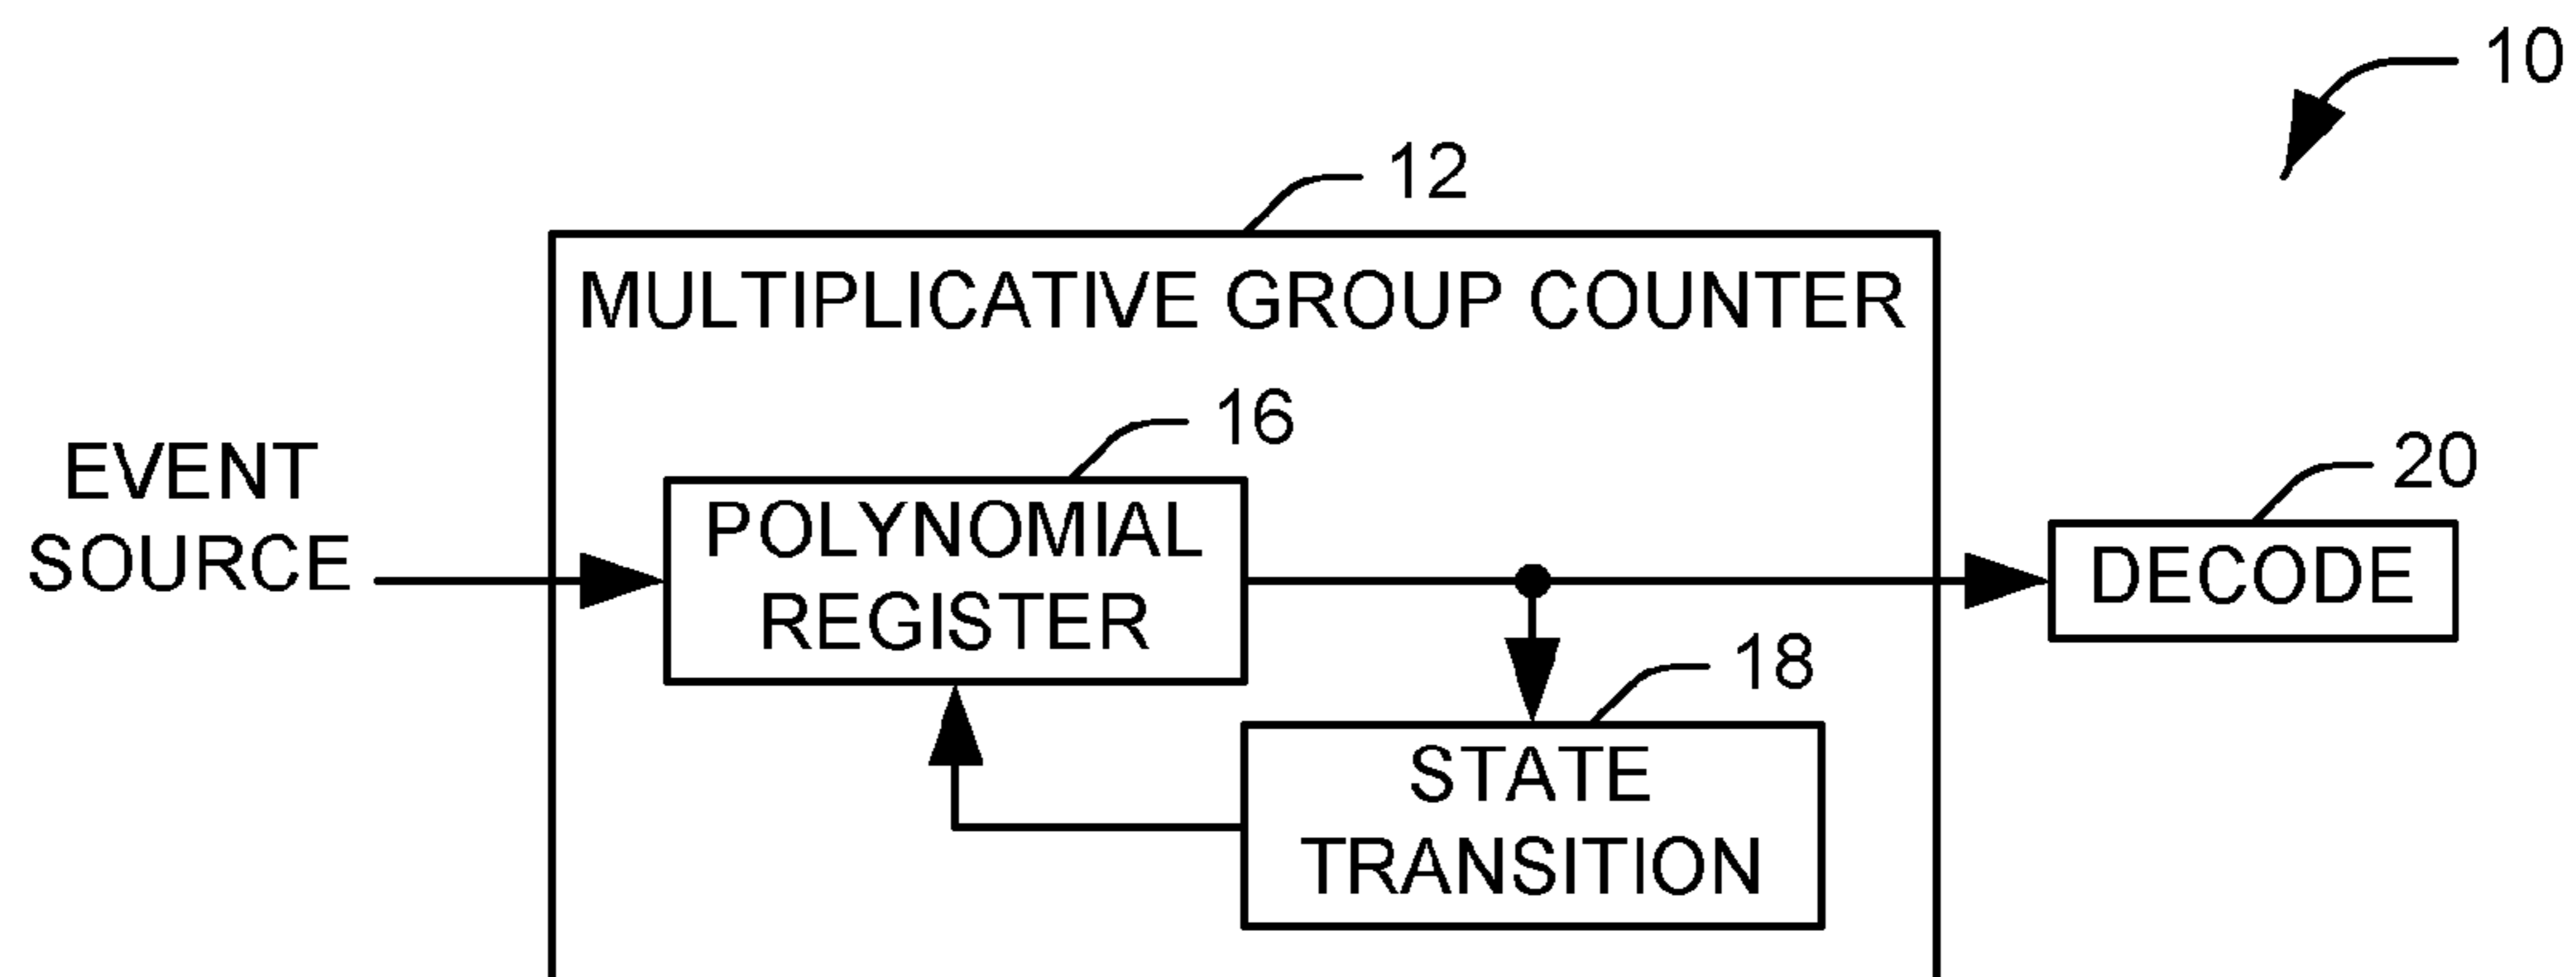 10
12
MULTIPLICATIVE GROUP COUNTER
16
EVENT
SOURCE
POLYNOMIAL
REGISTER
20
DECODE
18
STATE
TRANSITION